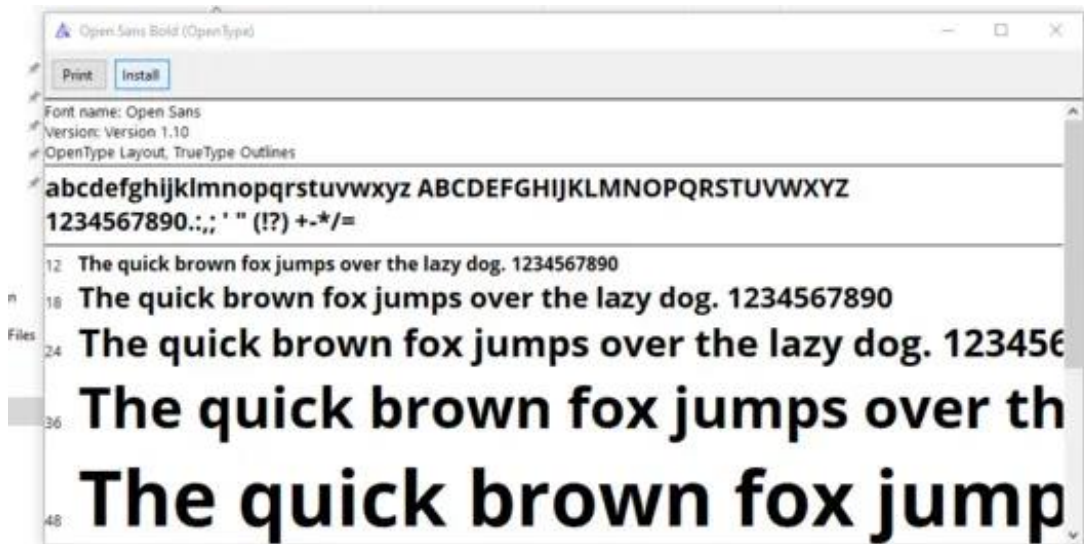 Open Sans Bold (OpenType)
Print Install
Font name: Open Sans
Version: Version 1.10
OpenType Layout, TrueType Outlines
abcdefghijklmnopqrstuvwxyz ABCDEFGHIJKLMNOPQRSTUVWXYZ
1234567890.:,; ' " (!?) +-*/=
12 The quick brown fox jumps over the lazy dog. 1234567890
n
18 The quick brown fox jumps over the lazy dog. 1234567890
Files
24 The quick brown fox jumps over the lazy dog. 123456
36 The quick brown fox jumps over th
48 The quick brown fox jump